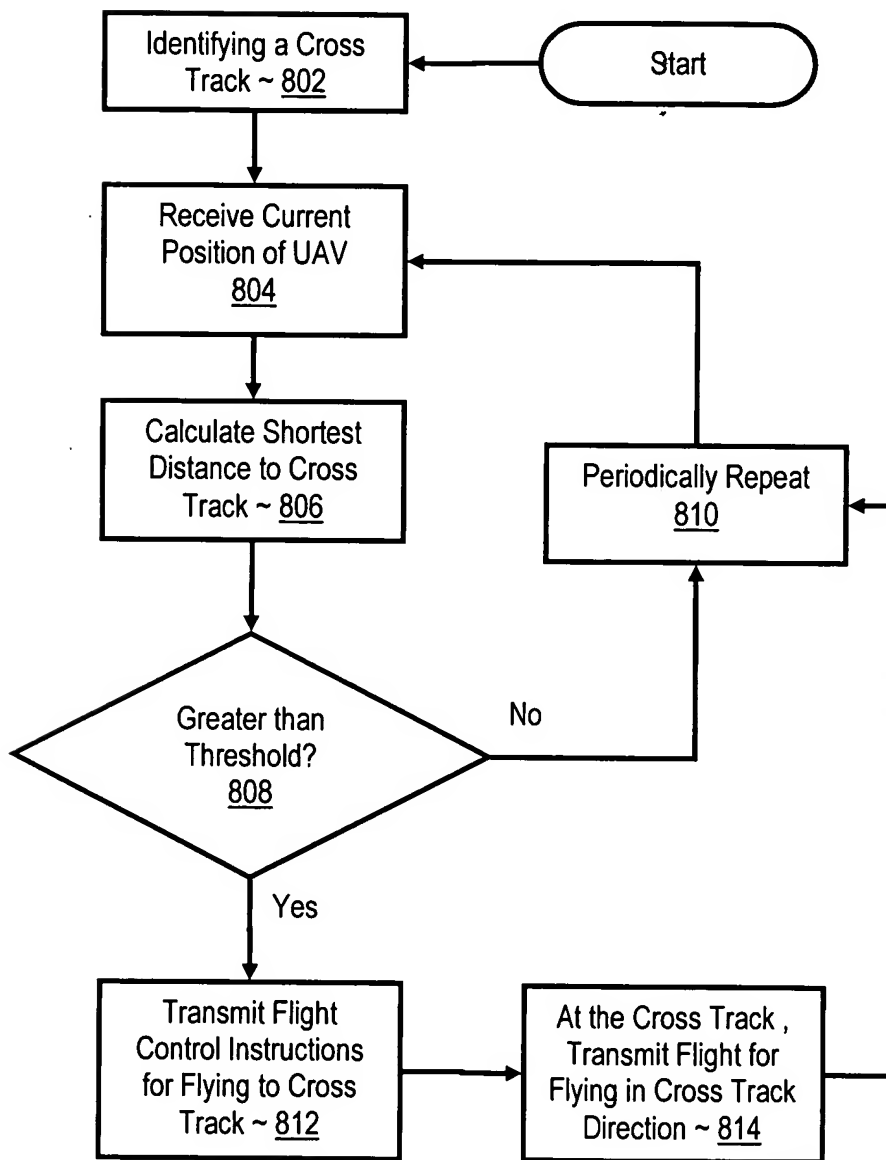 Start
Identifying a Cross
Track ~ 802
Receive Current
Position of UAV
804
Calculate Shortest
Distance to Cross
Track ~ 806
Periodically Repeat
810
Greater than
Threshold?
808
No
Yes
Transmit Flight
Control Instructions
for Flying to Cross
Track ~ 812
At the Cross Track ,
Transmit Flight for
Flying in Cross Track
Direction ~ 814